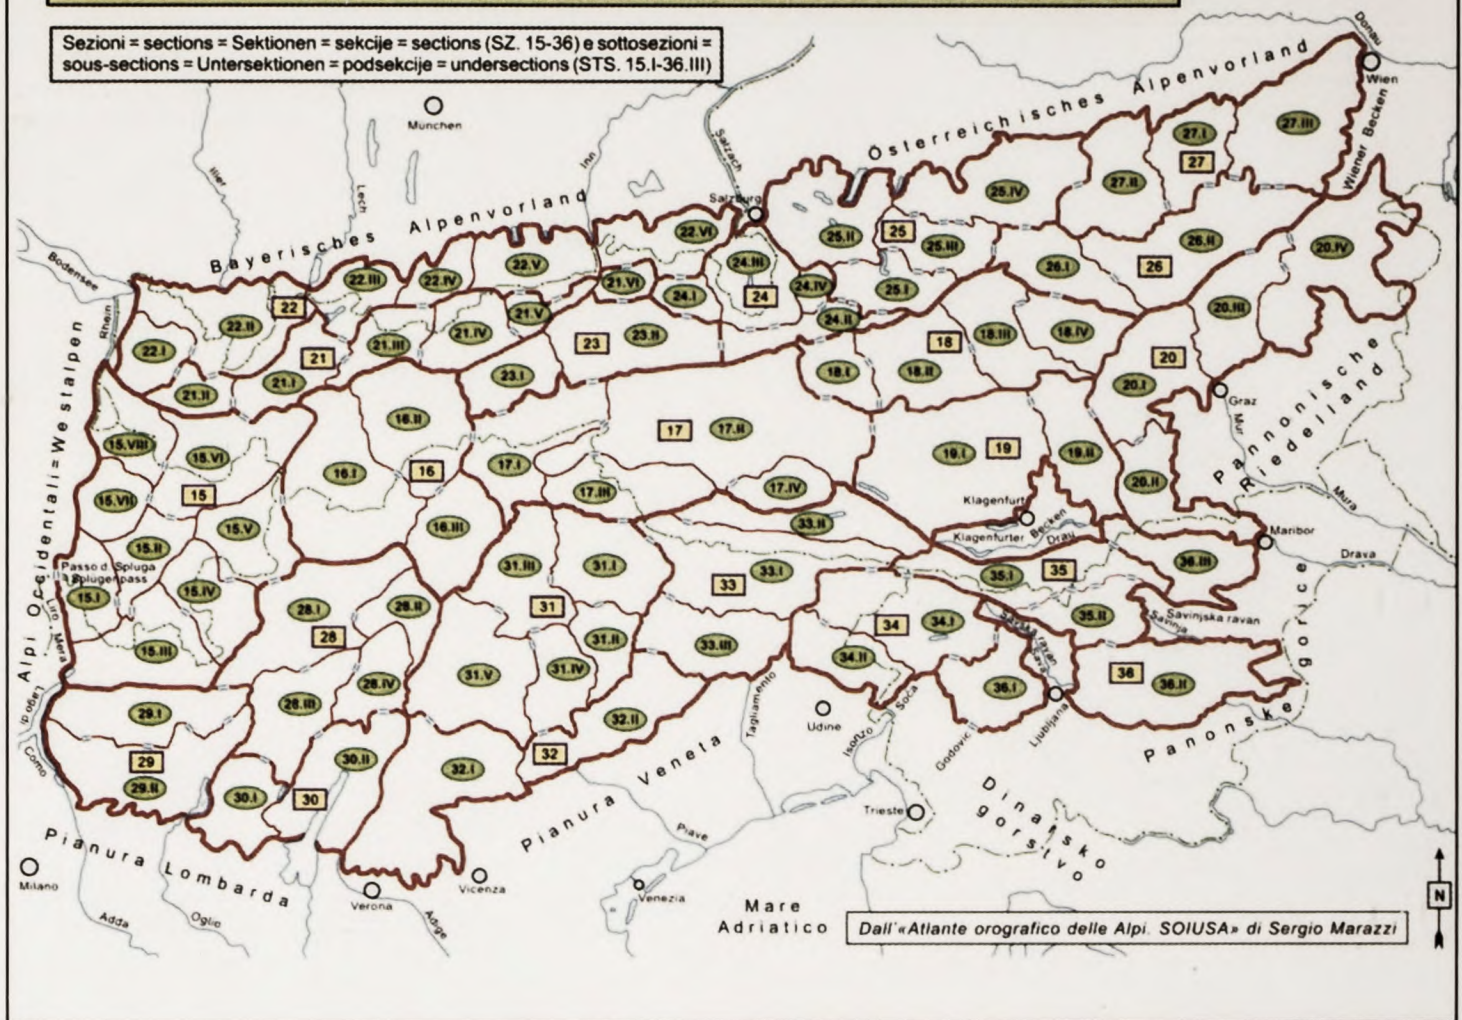 Sezioni = sections = Sektionen = sekcije = sections (SZ. 15-36) e sottosezioni =
sous-sections = Untersektionen = podsekcije = undersections (STS. 15.I-36.III)
Donau
Wien
Wiener Becken
München
Österreichisches Alpenvorland
Iller
Lech
Inn
Salzach
Salzburg
Bayerisches Alpenvorland
Bodensee
Rhein
27.I
27.III
27
27.II
25.IV
22.VI
25.II
25
25.III
26.II
20.IV
24.III
26.I
26
22.V
22.III
22.IV
21.VI
24.I
24
24.IV
25.I
22
20.III
22.II
21.V
24.II
21.IV
23.II
18.III
18.IV
22.I
21.III
23
18
21
20
21.I
23.I
18.I
18.II
20.I
21.II
Graz
Mur
Pannonische
Riedelland
Alpi Occidentali=Westalpen
16.II
17
17.II
15.VIII
15.VI
16.I
16
17.I
19.I
19
19.II
15
17.III
17.IV
20.II
15.VII
Mura
Klagenfurt
15.V
16.III
33.II
Klagenfurter Becken
Drau
Maribor
15.II
Drava
Passo d. Spluga
Splügenpass
31.III
31.I
33
33.I
35.I
35
36.III
15.I
15.IV
Liro
Mera
28.I
28.II
31
35.II
Savinja
Savinjska ravan
28
34
34.I
Savska ravan
Sava
31.II
15.III
33.III
34.II
31.IV
31.V
28.IV
36
36.II
36.I
28.III
29.I
Lago di
Como
32.II
Tagliamento
Udine
Soča
Isonzo
Godovič
Ljubljana
Panonske gorice
29
32
30.II
32.I
29.II
30.I
30
Pianura Veneta
Dinarsko
gorstvo
Trieste
Piave
Pianura Lombarda
Milano
Vicenza
Verona
Venezia
Adda
Oglio
Adige
Mare
Adriatico
N
Dall'«Atlante orografico delle Alpi. SOIUSA» di Sergio Marazzi